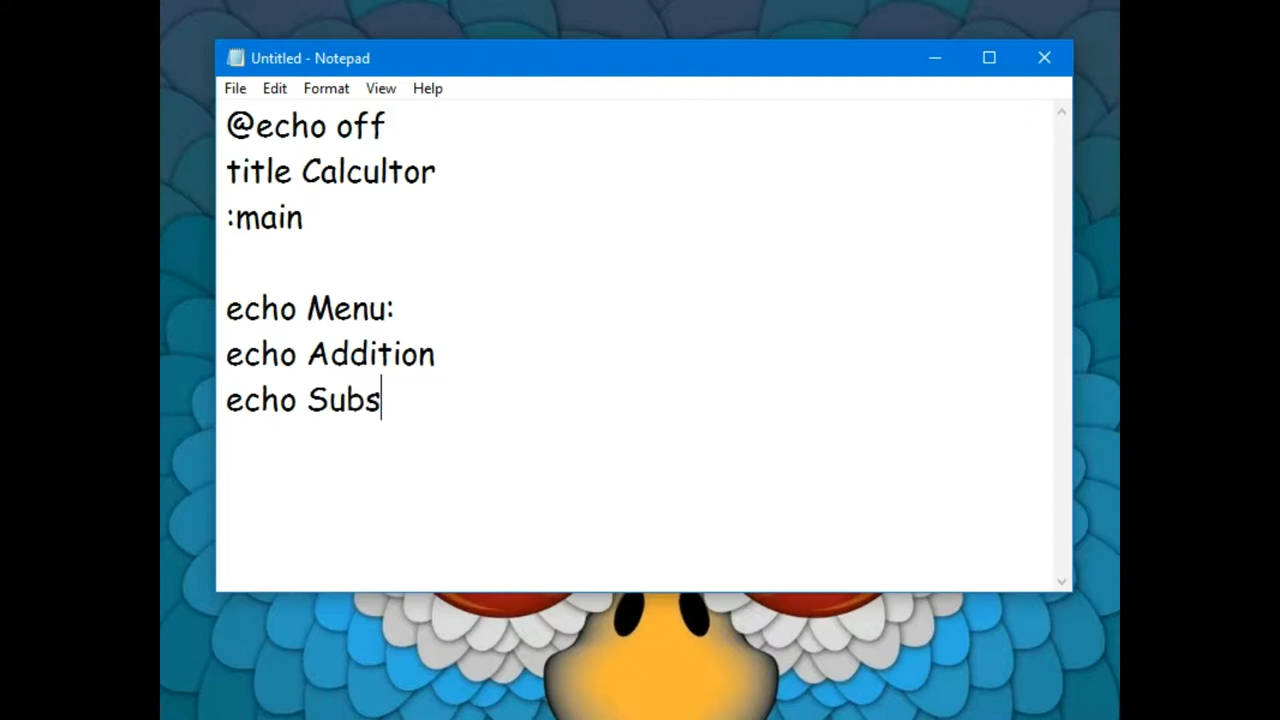 Untitled - Notepad
File Edit Format View Help
@echo off
title Calcultor
:main

echo Menu:
echo Addition
echo Subs